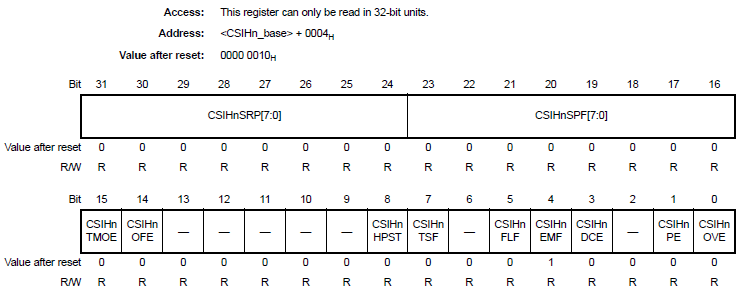 Access: This register can only be read in 32-bit units.
Address: <CSIHn_base> + 0004H
Value after reset: 0000 0010H
Bit 31 30 29 28 27 26 25 24 23 22 21 20 19 18 17 16
CSIHnSRP[7:0] CSIHnSPF[7:0]
Value after reset 0 0 0 0 0 0 0 0 0 0 0 0 0 0 0 0
R/W R R R R R R R R R R R R R R R R
Bit 15 14 13 12 11 10 9 8 7 6 5 4 3 2 1 0
CSIHn TMOE CSIHn OFE — — — — — CSIHn HPST CSIHn TSF — CSIHn FLF CSIHn EMF CSIHn DCE — CSIHn PE CSIHn OVE
Value after reset 0 0 0 0 0 0 0 0 0 0 0 1 0 0 0 0
R/W R R R R R R R R R R R R R R R R